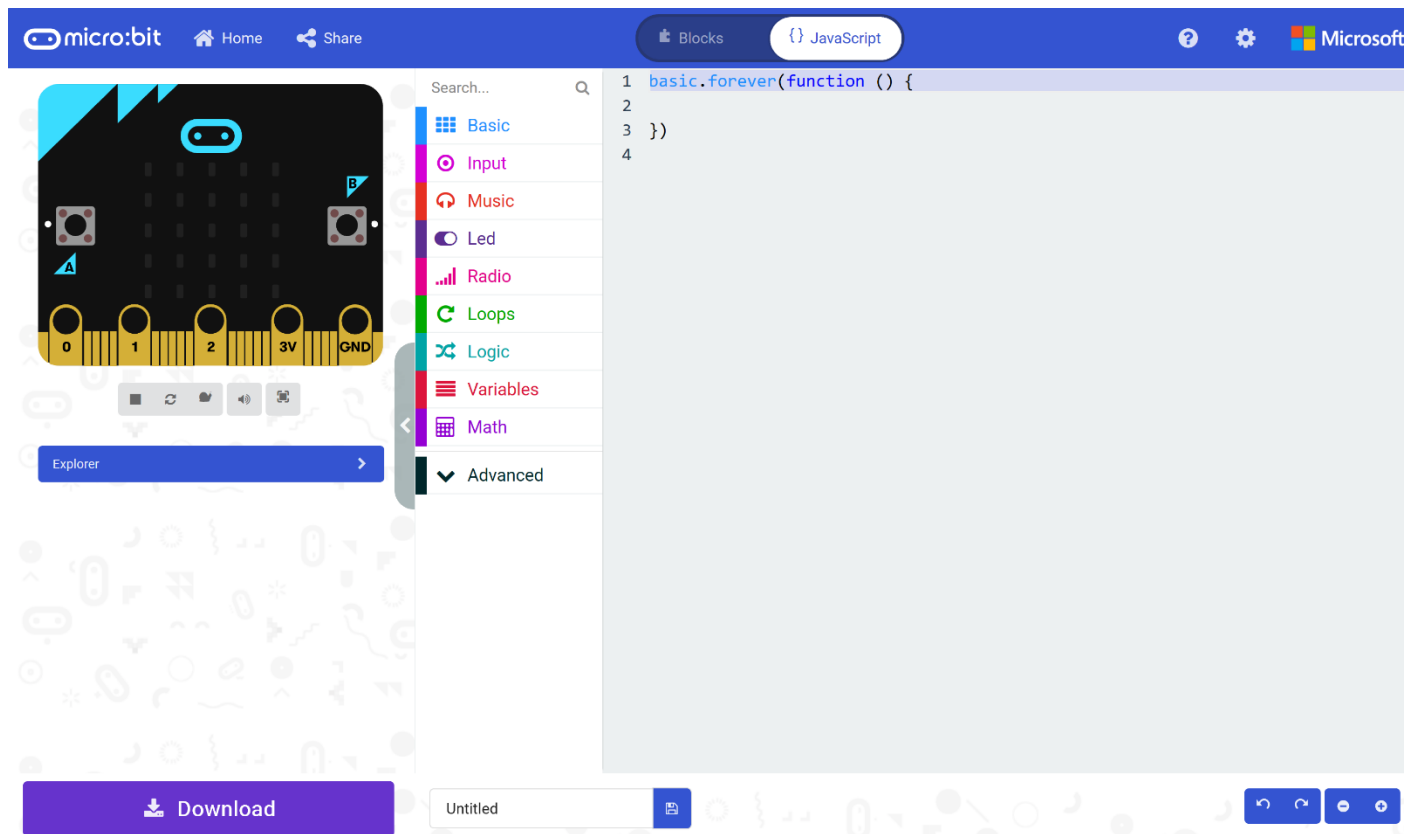 micro:bit Home Share Blocks {} JavaScript ? Microsoft
B
A
0 1 2 3V GND
Explorer
Search...
Basic
Input
Music
Led
Radio
Loops
Logic
Variables
Math
Advanced
1 basic.forever(function () {
2
3 })
4
Download
Untitled